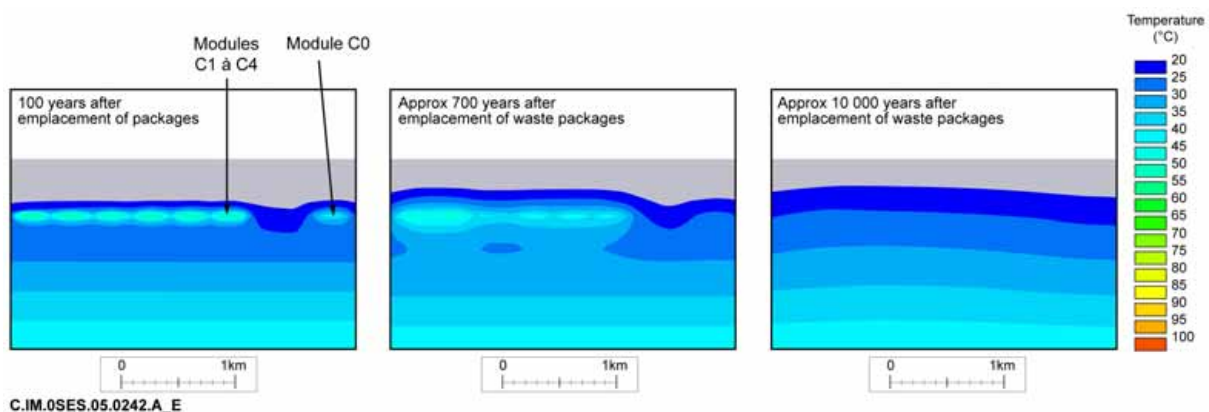 Modules
C1 à C4
Module C0
Temperature
(°C)
100 years after
emplacement of packages
Approx 700 years after
emplacement of waste packages
Approx 10 000 years after
emplacement of waste packages
20
25
30
35
40
45
50
55
60
65
70
75
80
85
90
95
100
0 1km
0 1km
0 1km
C.IM.0SES.05.0242.A_E